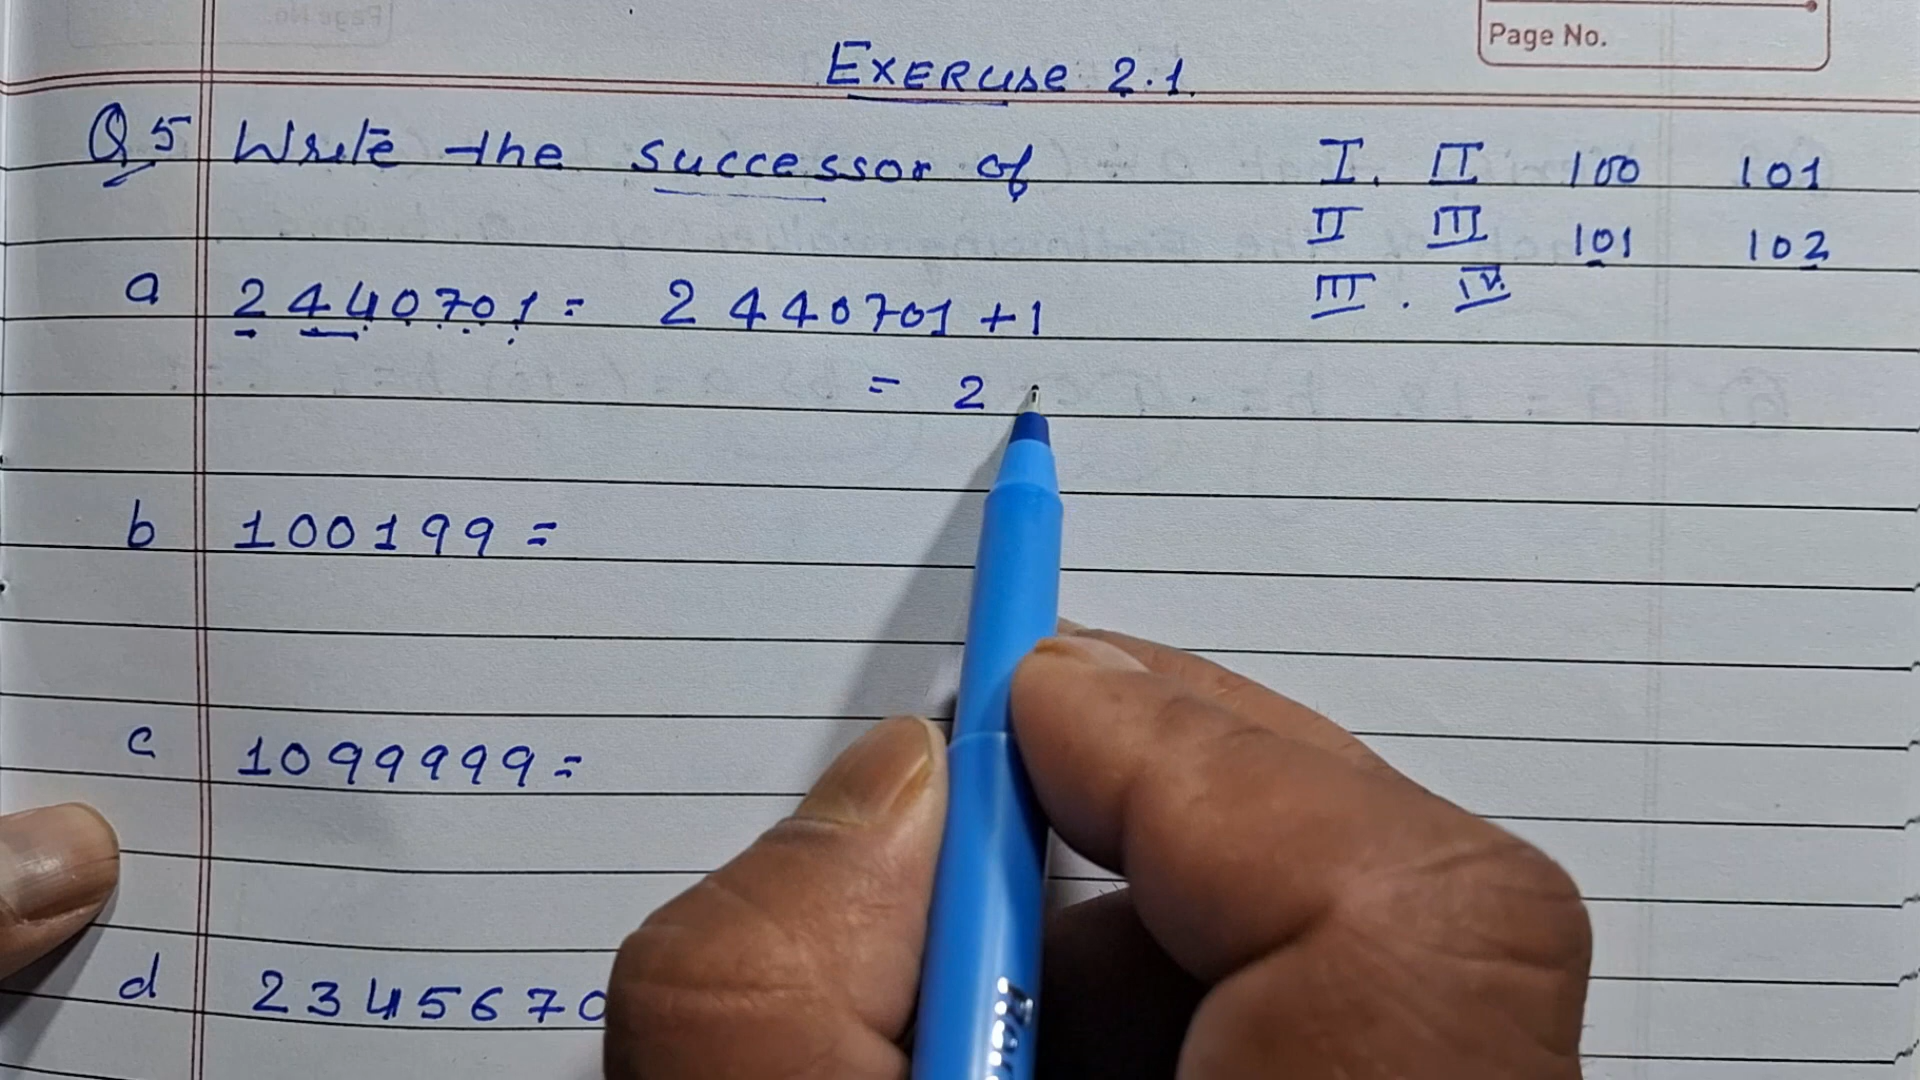 Page No.
Exercise 2.1.
Q5 Write the successor of
I. II 100 101
II III 101 102
III. IV.
a 2440701 = 2440701 + 1
= 2
b 100199 =
c 1099999 =
d 2345670